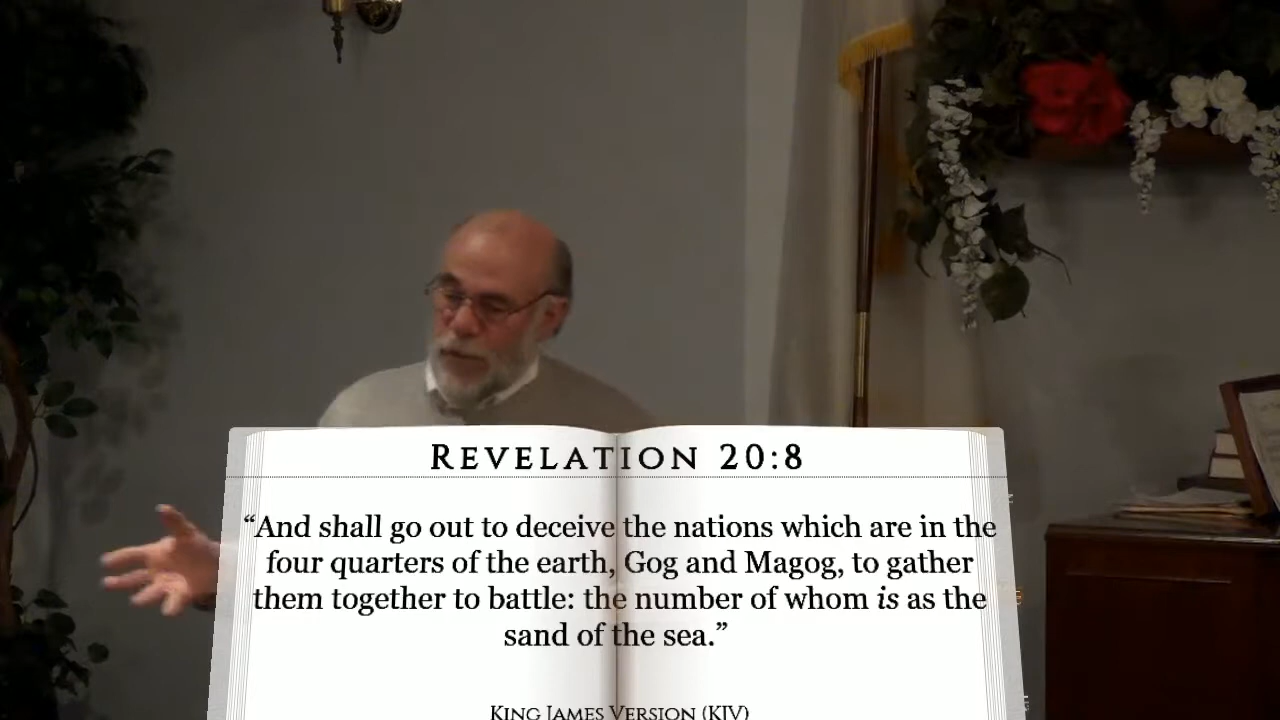 REVELATION 20:8
“And shall go out to deceive the nations which are in the
four quarters of the earth, Gog and Magog, to gather
them together to battle: the number of whom is as the
sand of the sea.”
KING JAMES VERSION (KJV)